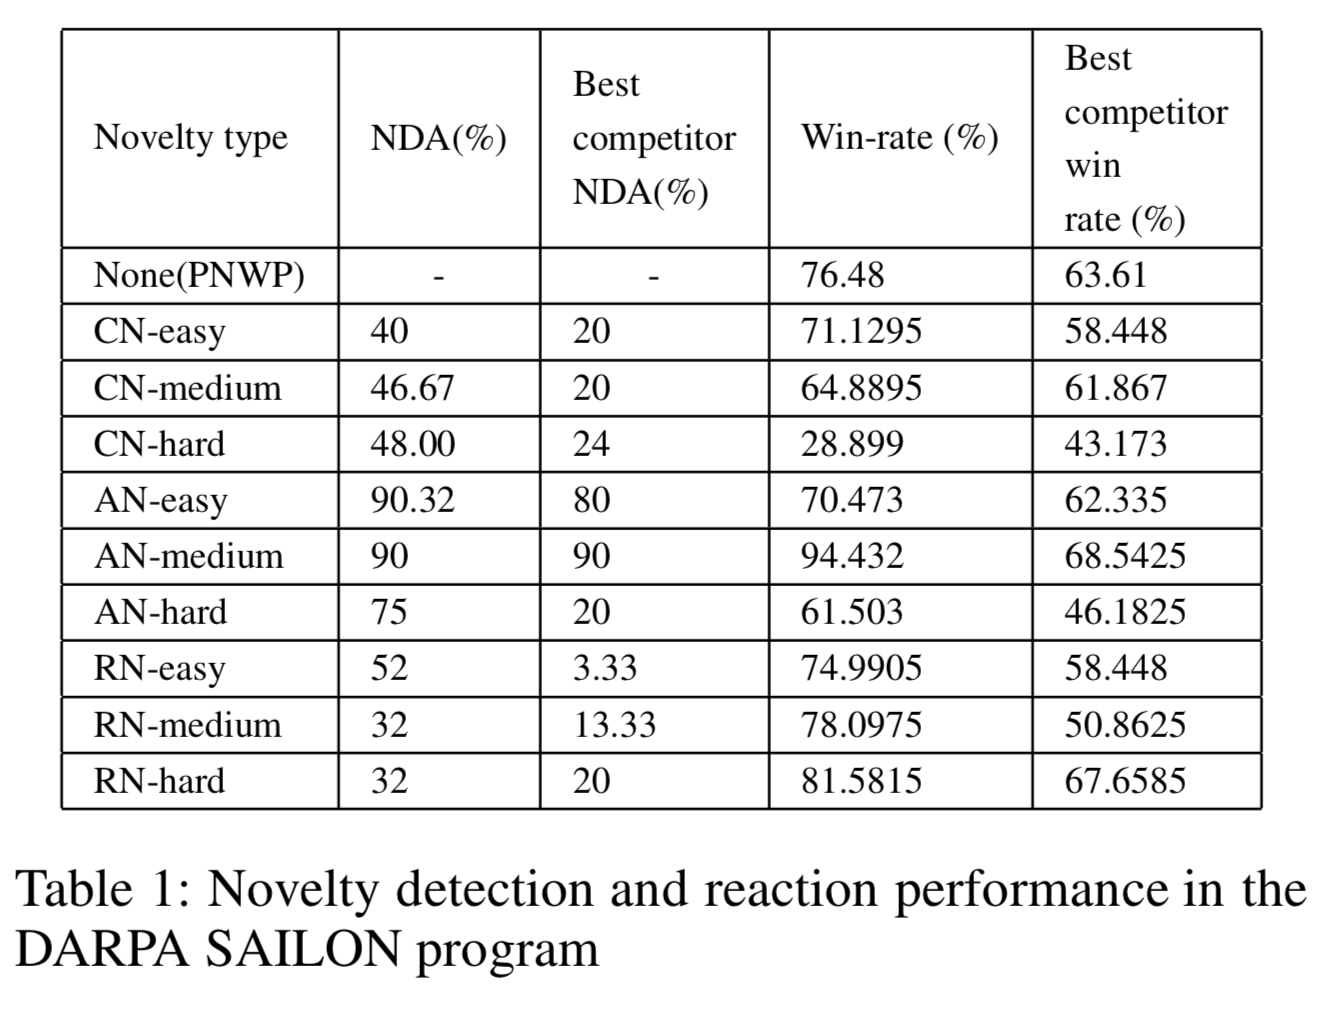 Novelty type NDA(%) Best competitor NDA(%) Win-rate (%) Best competitor win rate (%)
None(PNWP) - - 76.48 63.61
CN-easy 40 20 71.1295 58.448
CN-medium 46.67 20 64.8895 61.867
CN-hard 48.00 24 28.899 43.173
AN-easy 90.32 80 70.473 62.335
AN-medium 90 90 94.432 68.5425
AN-hard 75 20 61.503 46.1825
RN-easy 52 3.33 74.9905 58.448
RN-medium 32 13.33 78.0975 50.8625
RN-hard 32 20 81.5815 67.6585
Table 1: Novelty detection and reaction performance in the
DARPA SAILON program